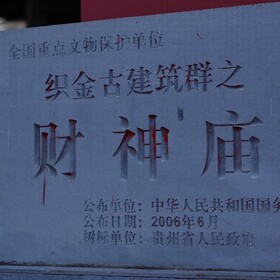 全国重点文物保护单位
织金古建筑群之
财神庙
公布单位：中华人民共和国国务
公布日期：2006年6月
树标单位：贵州省人民政府